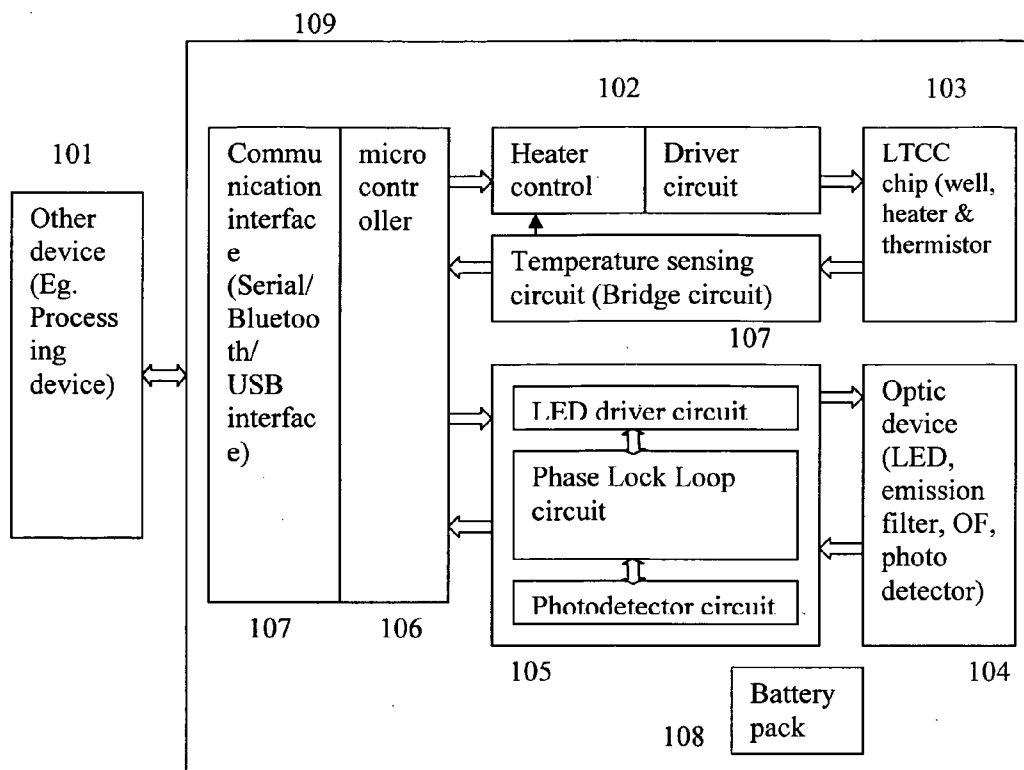 109
102
103
101
Other
device
(Eg.
Process
ing
device)
Commu
nication
interfac
e
(Serial/
Bluetoo
th/
USB
interfac
e)
micro
contr
oller
Heater
control
Driver
circuit
LTCC
chip (well,
heater &
thermistor
Temperature sensing
circuit (Bridge circuit)
107
LED driver circuit
Phase Lock Loop
circuit
Photodetector circuit
Optic
device
(LED,
emission
filter, OF,
photo
detector)
107
106
105
104
Battery
pack
108